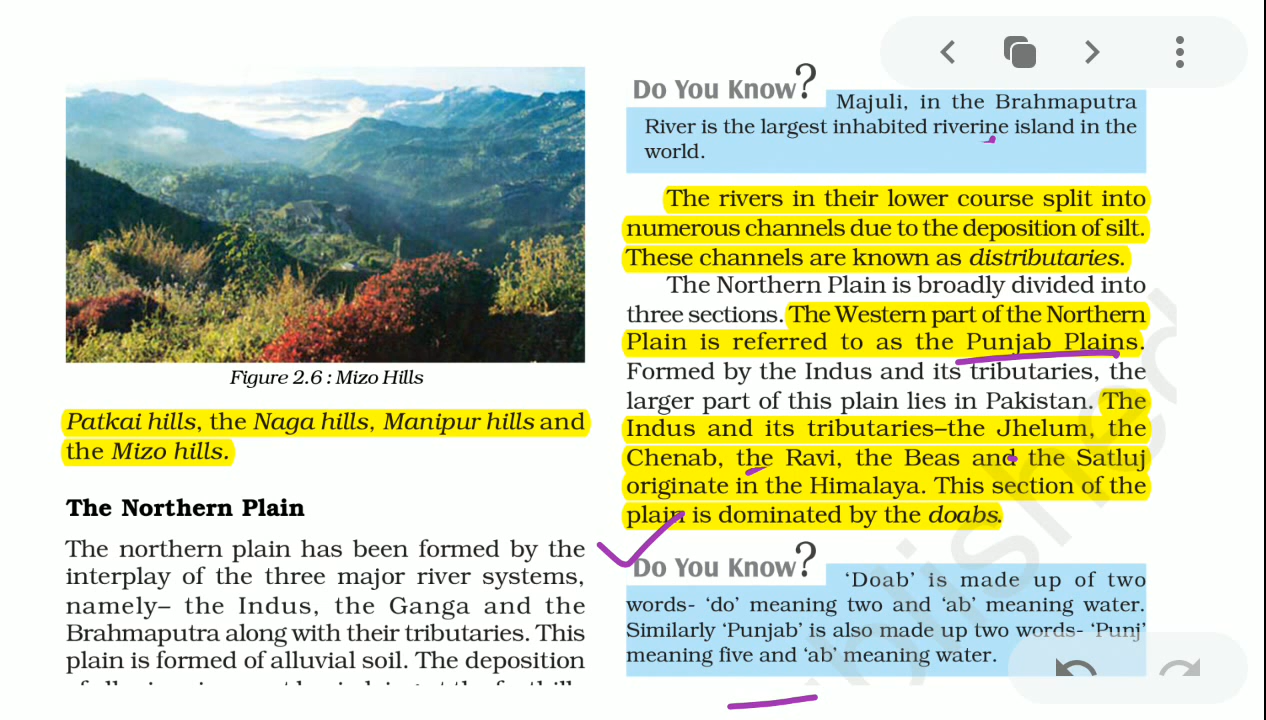 Figure 2.6 : Mizo Hills
Patkai hills, the Naga hills, Manipur hills and
the Mizo hills.
The Northern Plain
The northern plain has been formed by the
interplay of the three major river systems,
namely– the Indus, the Ganga and the
Brahmaputra along with their tributaries. This
plain is formed of alluvial soil. The deposition
Do You Know?
Majuli, in the Brahmaputra
River is the largest inhabited riverine island in the
world.
The rivers in their lower course split into
numerous channels due to the deposition of silt.
These channels are known as distributaries.
The Northern Plain is broadly divided into
three sections. The Western part of the Northern
Plain is referred to as the Punjab Plains.
Formed by the Indus and its tributaries, the
larger part of this plain lies in Pakistan. The
Indus and its tributaries–the Jhelum, the
Chenab, the Ravi, the Beas and the Satluj
originate in the Himalaya. This section of the
plain is dominated by the doabs.
Do You Know?
‘Doab’ is made up of two
words- ‘do’ meaning two and ‘ab’ meaning water.
Similarly ‘Punjab’ is also made up two words- ‘Punj’
meaning five and ‘ab’ meaning water.